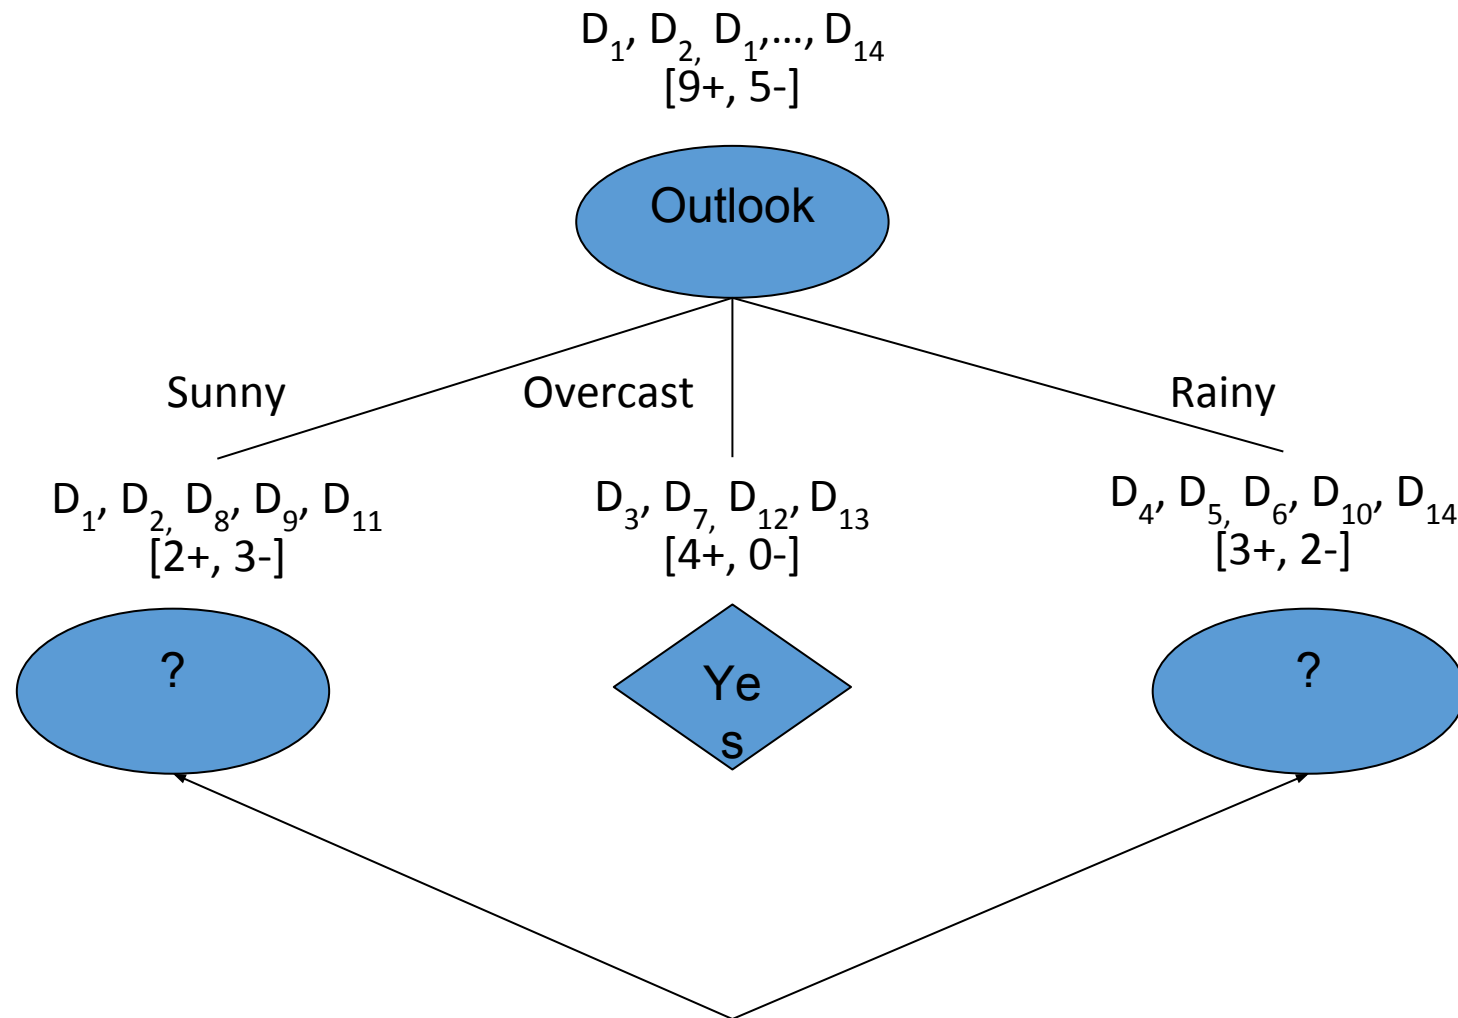 D₁, D₂, D₁,..., D₁₄
[9+, 5-]
Outlook
Sunny
Overcast
Rainy
D₁, D₂, D₈, D₉, D₁₁
[2+, 3-]
D₃, D₇, D₁₂, D₁₃
[4+, 0-]
D₄, D₅, D₆, D₁₀, D₁₄
[3+, 2-]
?
Ye
s
?